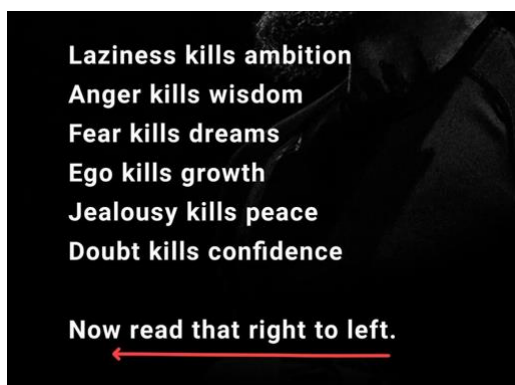 Laziness kills ambition
Anger kills wisdom
Fear kills dreams
Ego kills growth
Jealousy kills peace
Doubt kills confidence
Now read that right to left.